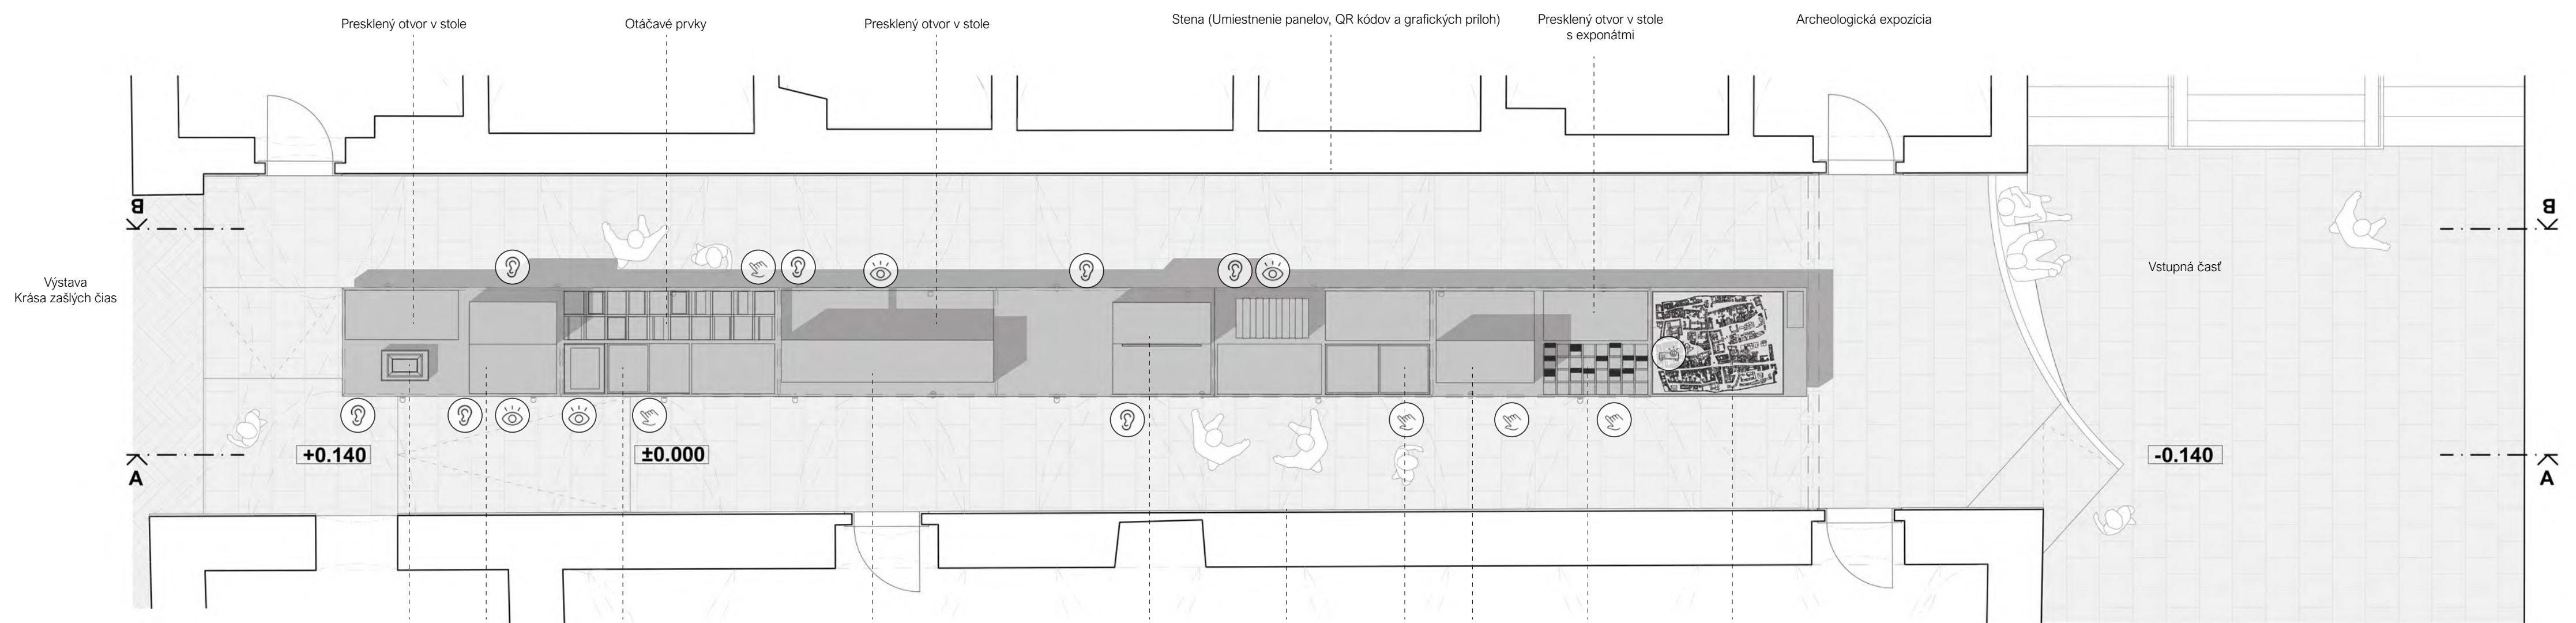 Presklený otvor v stole
Otáčavé prvky
Presklený otvor v stole
Stena (Umiestnenie panelov, QR kódov a grafických príloh)
Presklený otvor v stole
s exponátmi
Archeologická expozícia
B
B
Výstava
Krása zašlých čias
Vstupná časť
+0.140
±0.000
-0.140
A
A